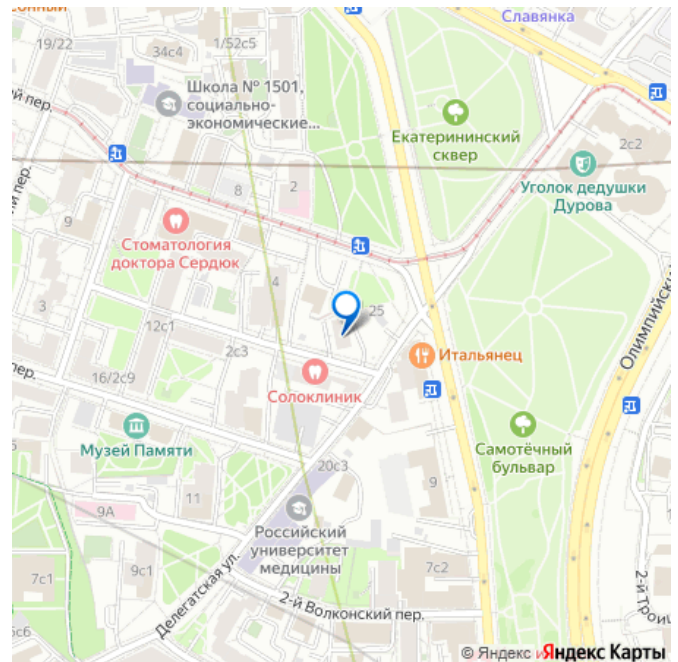 19/22
34с4
1/52с5
Славянка
Школа № 1501,
социально-
экономические...
й пер.
Екатерининский
сквер
2с2
Уголок дедушки
Дурова
8
2
9
Стоматология
доктора Сердюк
4
3
25
12с1
2с3
Олимпийский
Итальянец
16/2с9
пер.
Солоклиник
Музей Памяти
Самотёчный
бульвар
20с3
11
9
9А
Российский
университет
медицины
7с2
7с1
9с1
Делегатская ул.
2-й Волконский пер.
2-й Трои
6с6
© Яндекс Яндекс Карты